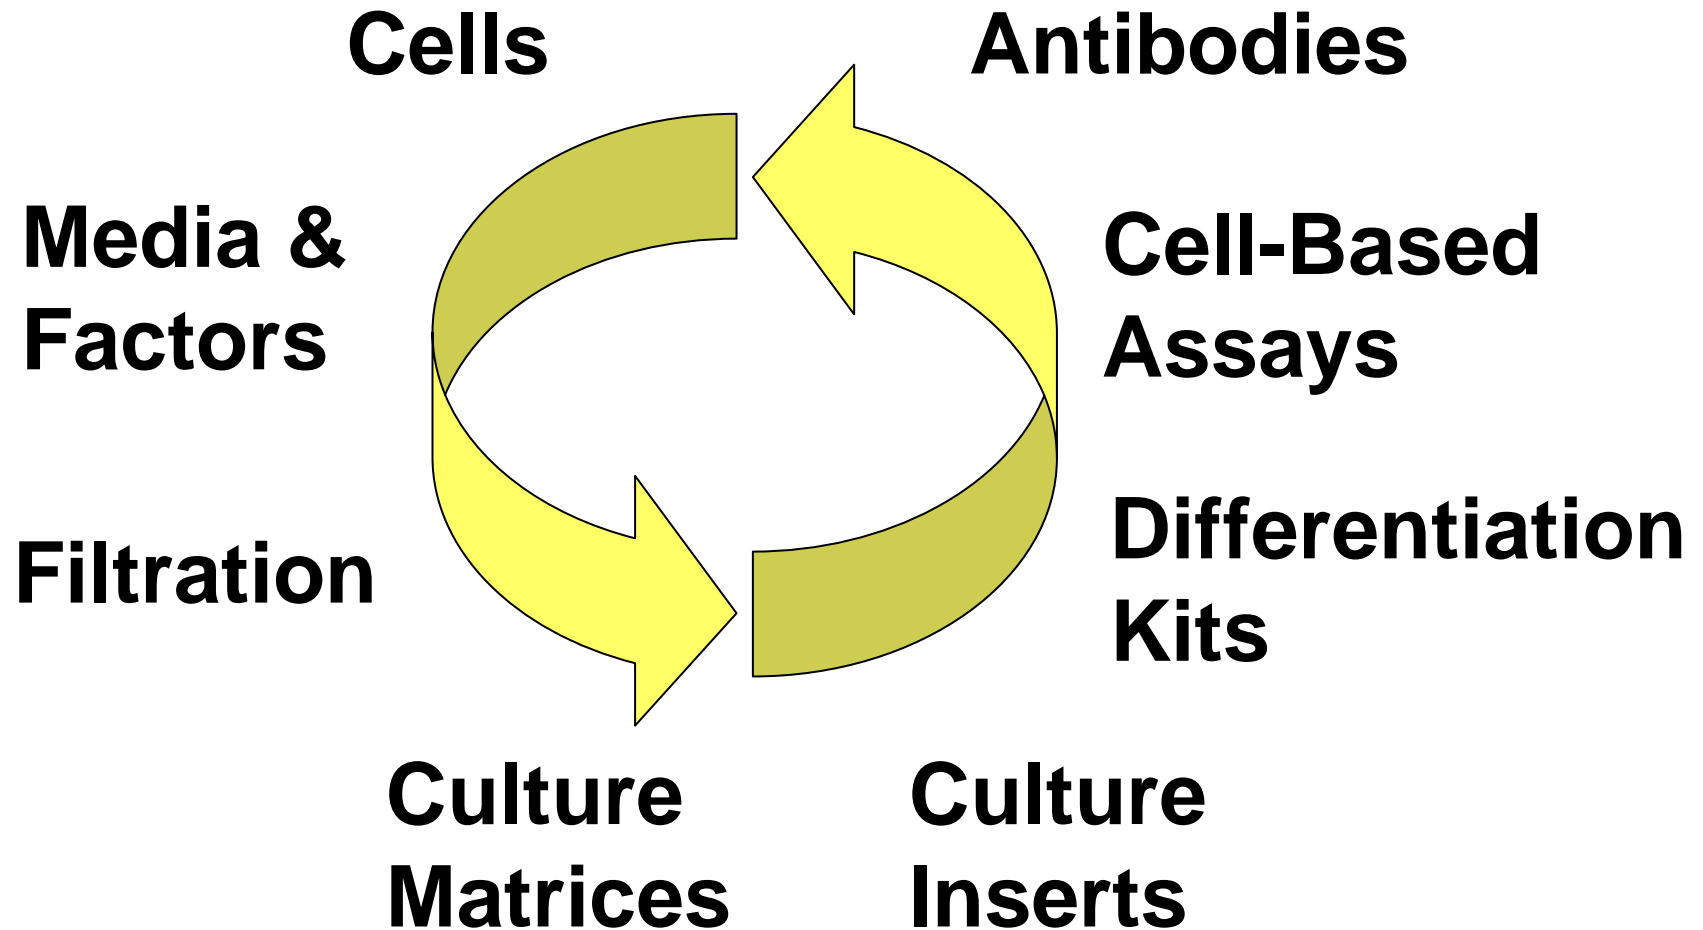 Cells
Antibodies
Media &
Factors
Cell-Based
Assays
Filtration
Differentiation
Kits
Culture
Matrices
Culture
Inserts